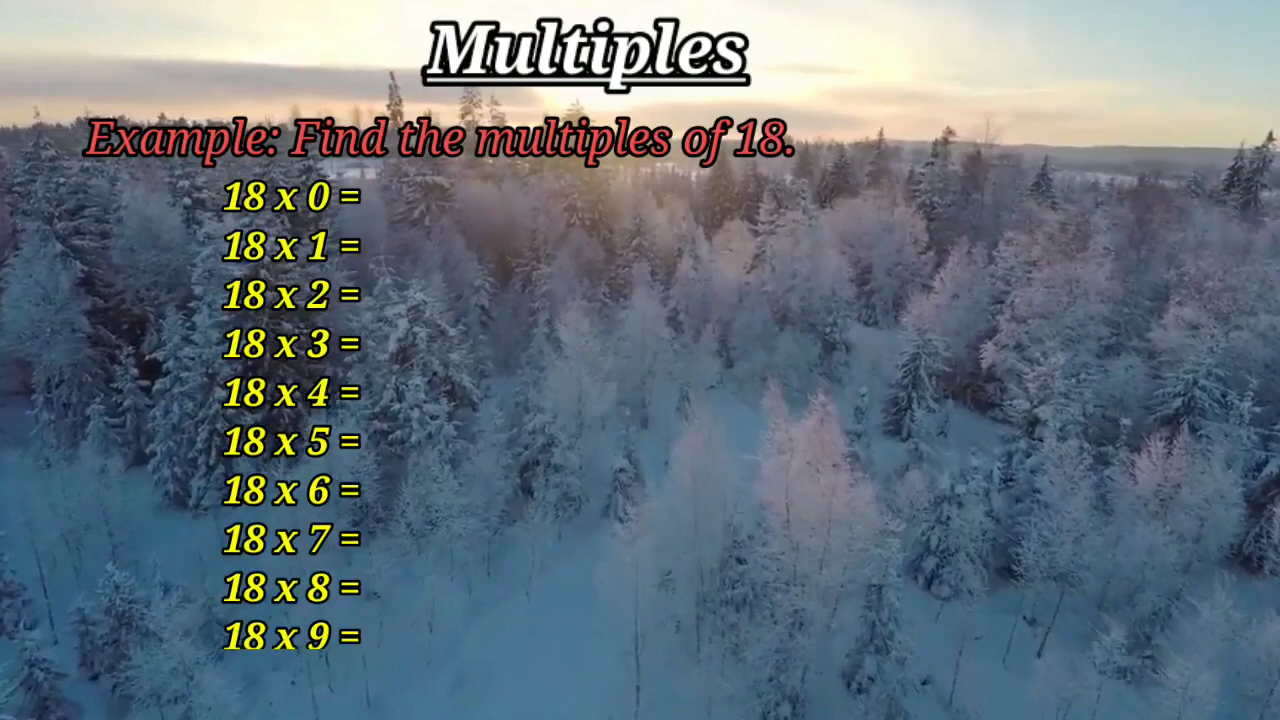 Multiples
Example: Find the multiples of 18.
18 x 0 =
18 x 1 =
18 x 2 =
18 x 3 =
18 x 4 =
18 x 5 =
18 x 6 =
18 x 7 =
18 x 8 =
18 x 9 =